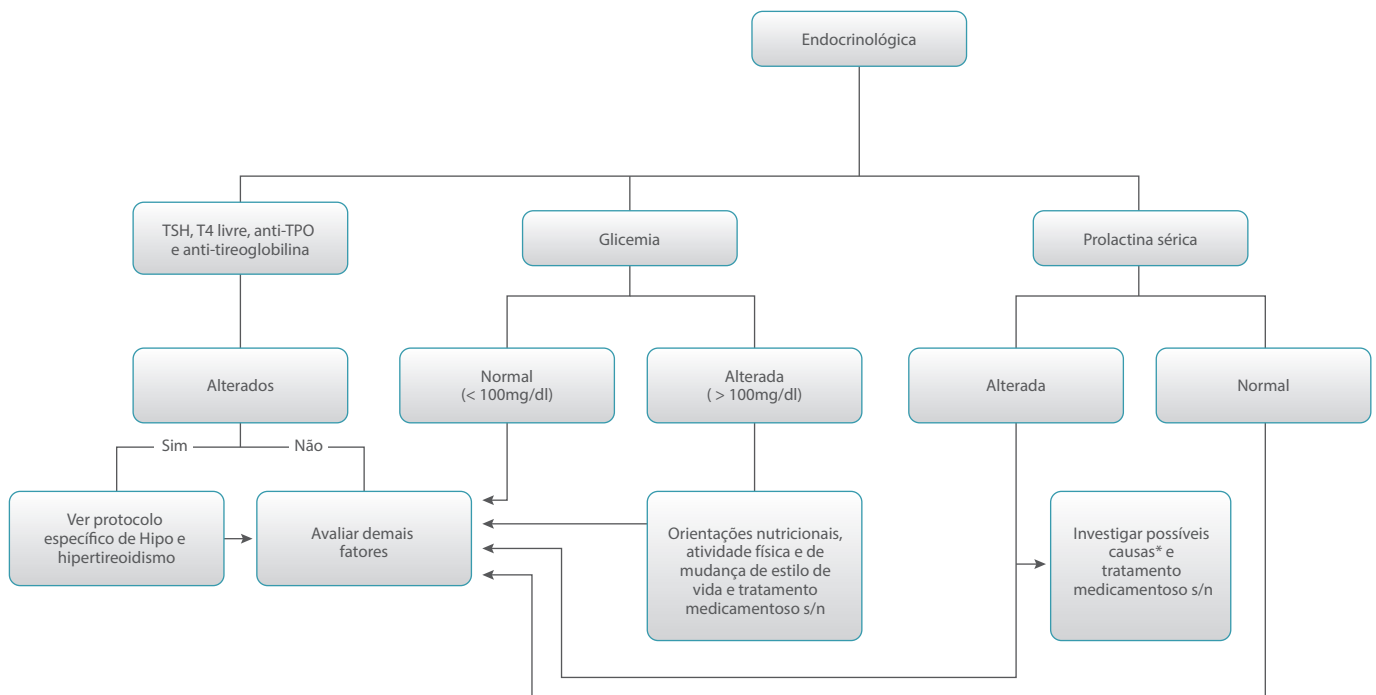 Endocrinológica
TSH, T4 livre, anti-TPO
e anti-tireoglobilina
Glicemia
Prolactina sérica
Alterados
Normal
(< 100mg/dl)
Alterada
( > 100mg/dl)
Alterada
Normal
Sim
Não
Ver protocolo
específico de Hipo e
hipertireoidismo
Avaliar demais
fatores
Orientações nutricionais,
atividade física e de
mudança de estilo de
vida e tratamento
medicamentoso s/n
Investigar possíveis
causas* e
tratamento
medicamentoso s/n